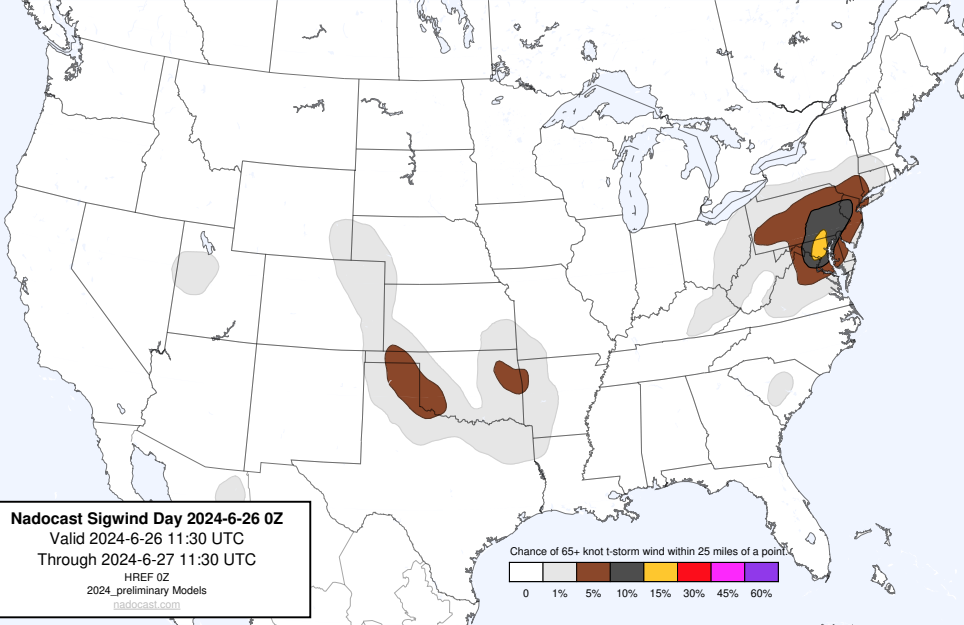 Nadocast Sigwind Day 2024-6-26 0Z
Valid 2024-6-26 11:30 UTC
Through 2024-6-27 11:30 UTC
HREF 0Z
2024_preliminary Models
nadocast.com
Chance of 65+ knot t-storm wind within 25 miles of a point.
0 1% 5% 10% 15% 30% 45% 60%